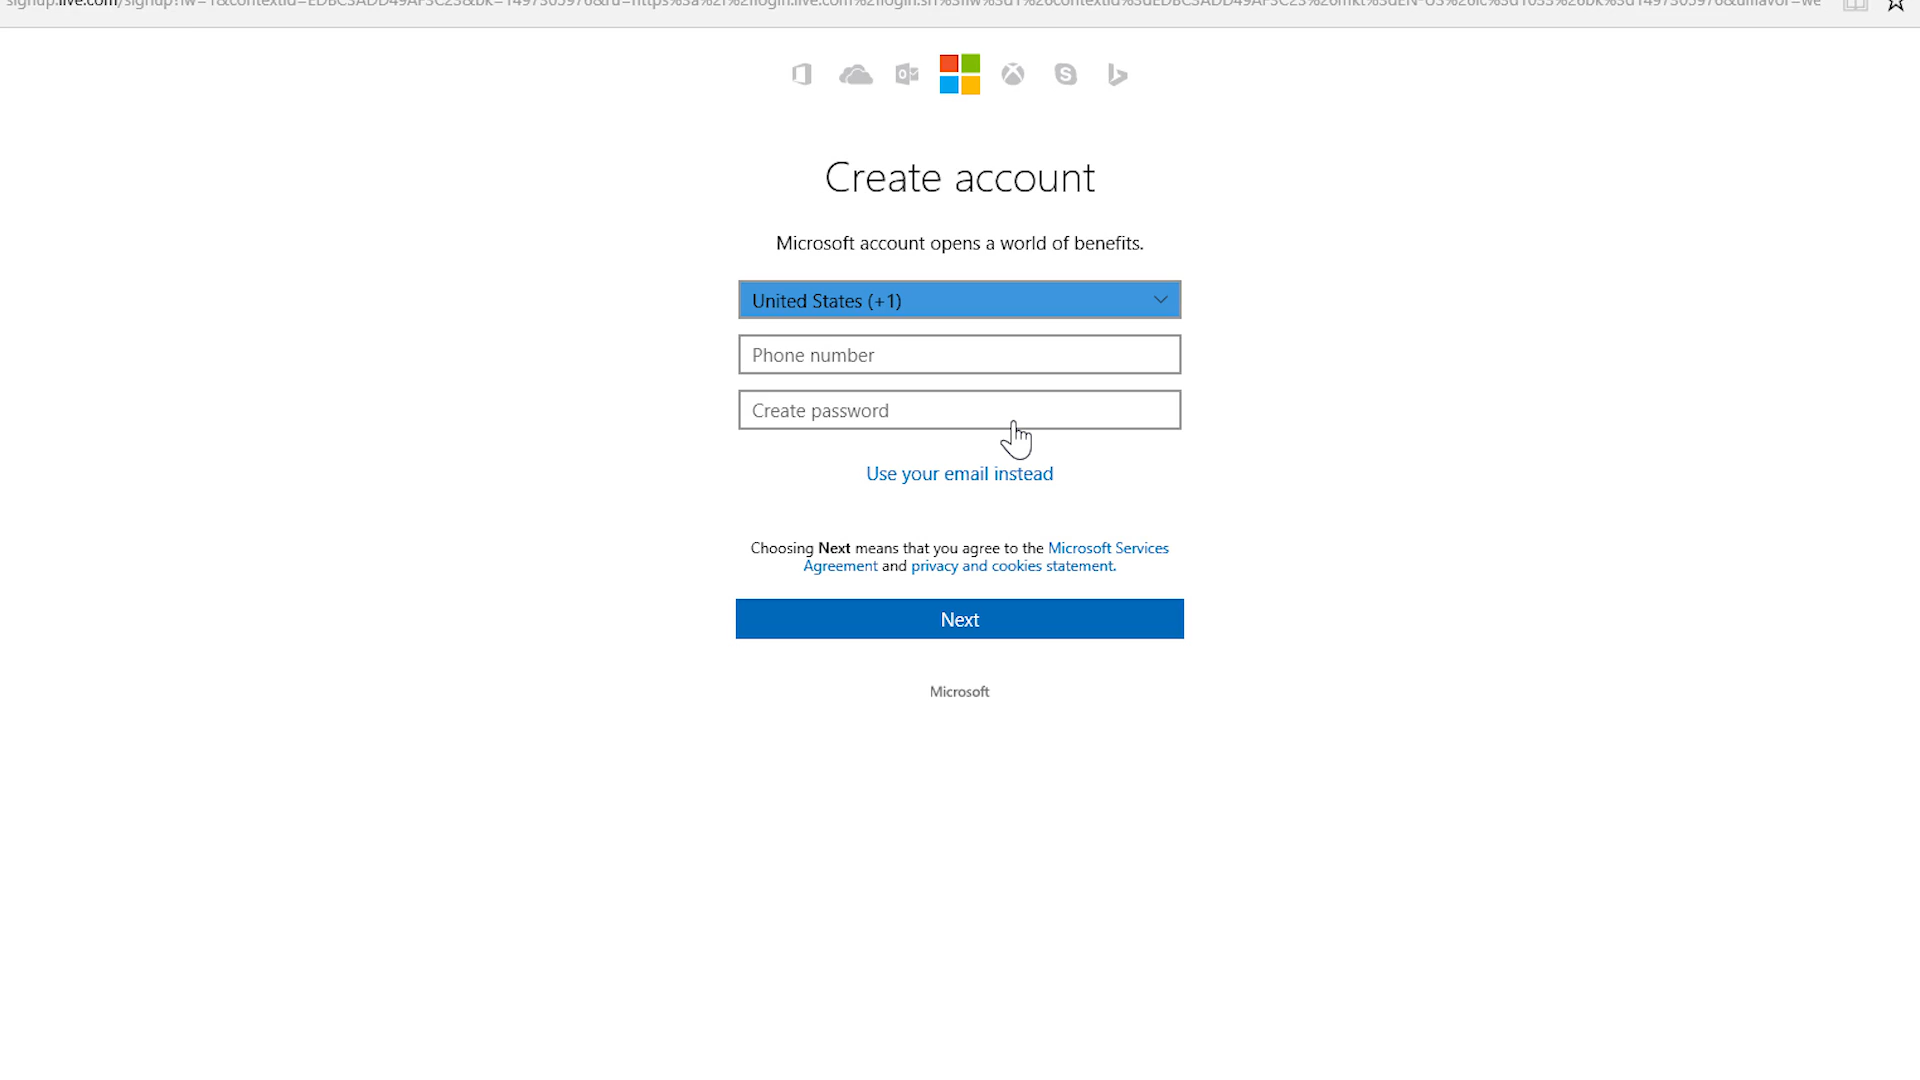 Create account
Microsoft account opens a world of benefits.
United States (+1)
Phone number
Create password
Use your email instead
Choosing Next means that you agree to the Microsoft Services
Agreement and privacy and cookies statement.
Next
Microsoft